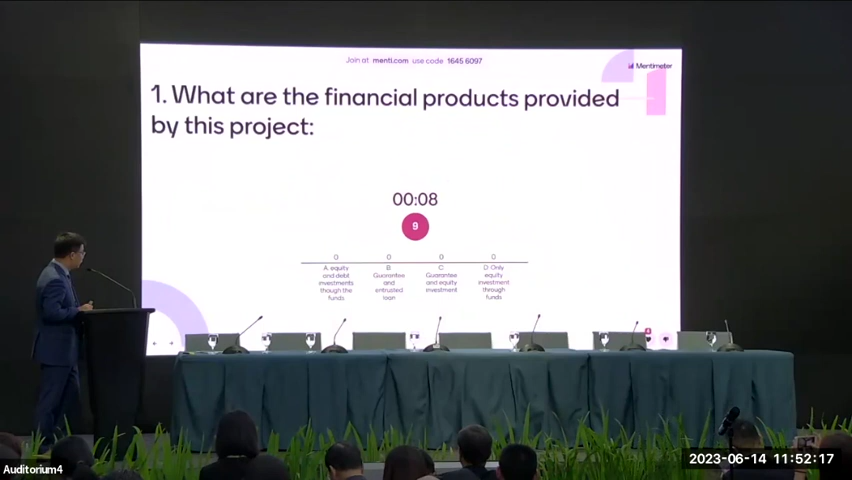 Join at menti.com use code 1645 6097
Mentimeter
1. What are the financial products provided
by this project:
00:08
9
0 0 0 0
A. equity
and debt
investments
though the
funds.
B.
Guarantee
and
entrusted
loan
C.
Guarantee
and equity
investment
D. Only
equity
investment
through
funds
Auditorium4
2023-06-14 11:52:17